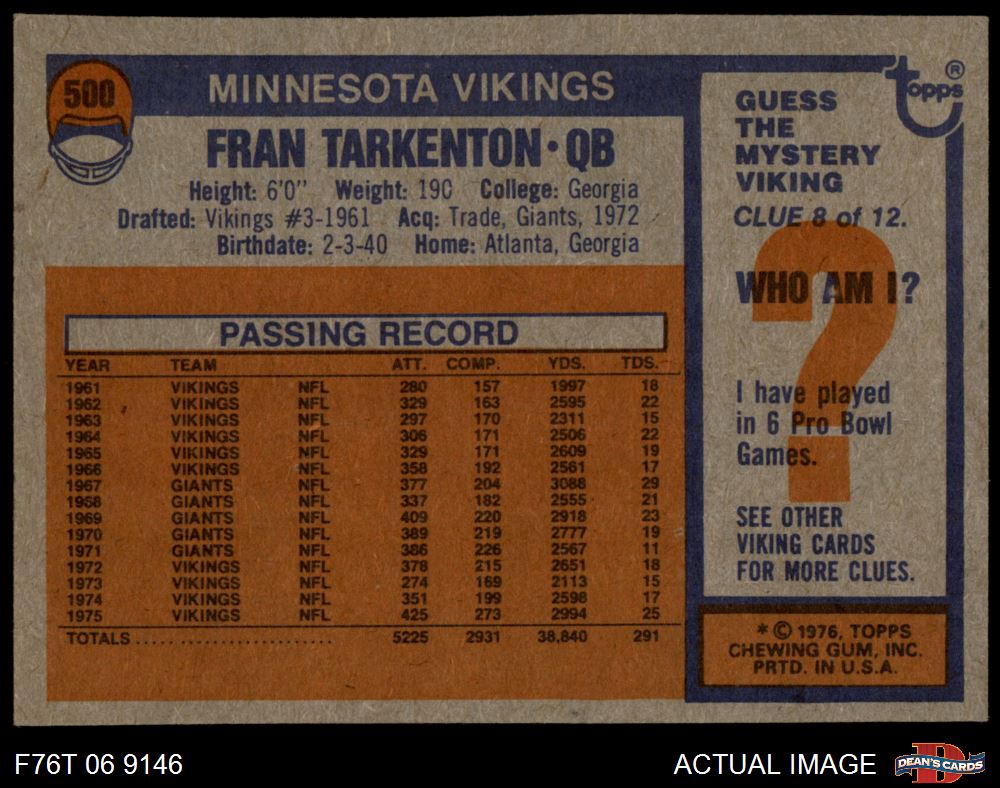 500
MINNESOTA VIKINGS
FRAN TARKENTON • QB
Height: 6'0" Weight: 190 College: Georgia
Drafted: Vikings #3-1961 Acq: Trade, Giants, 1972
Birthdate: 2-3-40 Home: Atlanta, Georgia
PASSING RECORD
YEAR TEAM ATT. COMP. YDS. TDS.
1961 VIKINGS NFL 280 157 1997 18
1962 VIKINGS NFL 329 163 2595 22
1963 VIKINGS NFL 297 170 2311 15
1964 VIKINGS NFL 306 171 2506 22
1965 VIKINGS NFL 329 171 2609 19
1966 VIKINGS NFL 358 192 2561 17
1967 GIANTS NFL 377 204 3088 29
1968 GIANTS NFL 337 182 2555 21
1969 GIANTS NFL 409 220 2918 23
1970 GIANTS NFL 389 219 2777 19
1971 GIANTS NFL 386 226 2567 11
1972 VIKINGS NFL 378 215 2651 18
1973 VIKINGS NFL 274 169 2113 15
1974 VIKINGS NFL 351 199 2598 17
1975 VIKINGS NFL 425 273 2994 25
TOTALS ........................ 5225 2931 38,840 291
topps ®
GUESS
THE
MYSTERY
VIKING
CLUE 8 of 12.
?
WHO AM I?
I have played
in 6 Pro Bowl
Games.
SEE OTHER
VIKING CARDS
FOR MORE CLUES.
* © 1976, TOPPS
CHEWING GUM, INC.
PRTD. IN U.S.A.
F76T 06 9146
ACTUAL IMAGE
D
DEAN'S CARDS